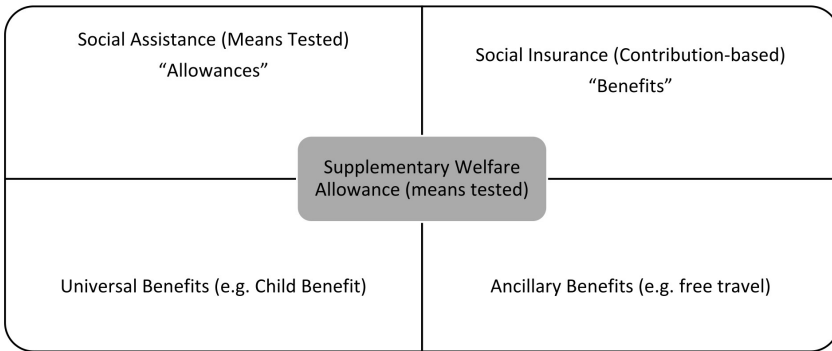 Social Assistance (Means Tested)
“Allowances”
Social Insurance (Contribution-based)
“Benefits”
Supplementary Welfare
Allowance (means tested)
Universal Benefits (e.g. Child Benefit)
Ancillary Benefits (e.g. free travel)